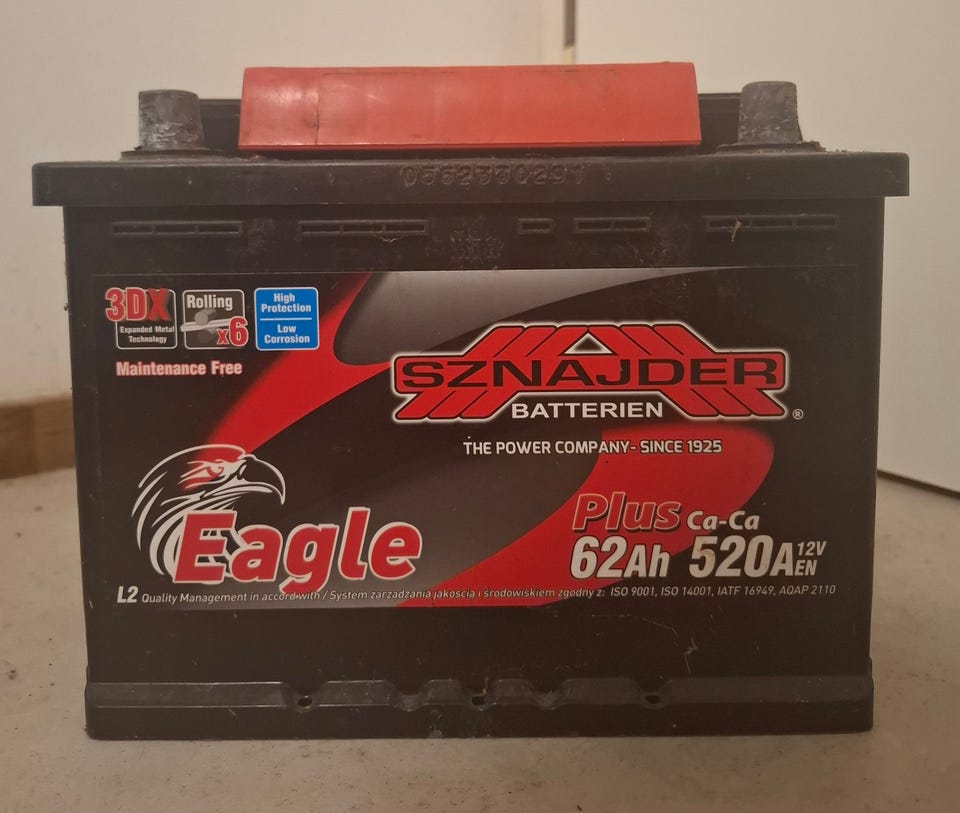 3DX
Expanded Metal
Technology
Rolling
x6
High
Protection
Low
Corrosion
Maintenance Free
SZNAJDER
BATTERIEN
®
THE POWER COMPANY- SINCE 1925
Eagle
Plus Ca-Ca
62Ah 520A 12V
EN
L2 Quality Management in accord with / System zarzadzania jakościa i środowiskiem zgodny z: ISO 9001, ISO 14001, IATF 16949, AQAP 2110